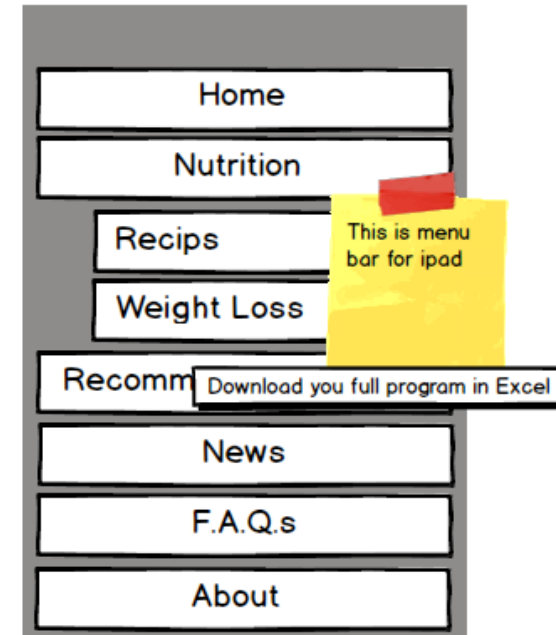 Home
Nutrition
Recips
This is menu
bar for ipad
Weight Loss
Recomm
Download you full program in Excel
News
F.A.Q.s
About